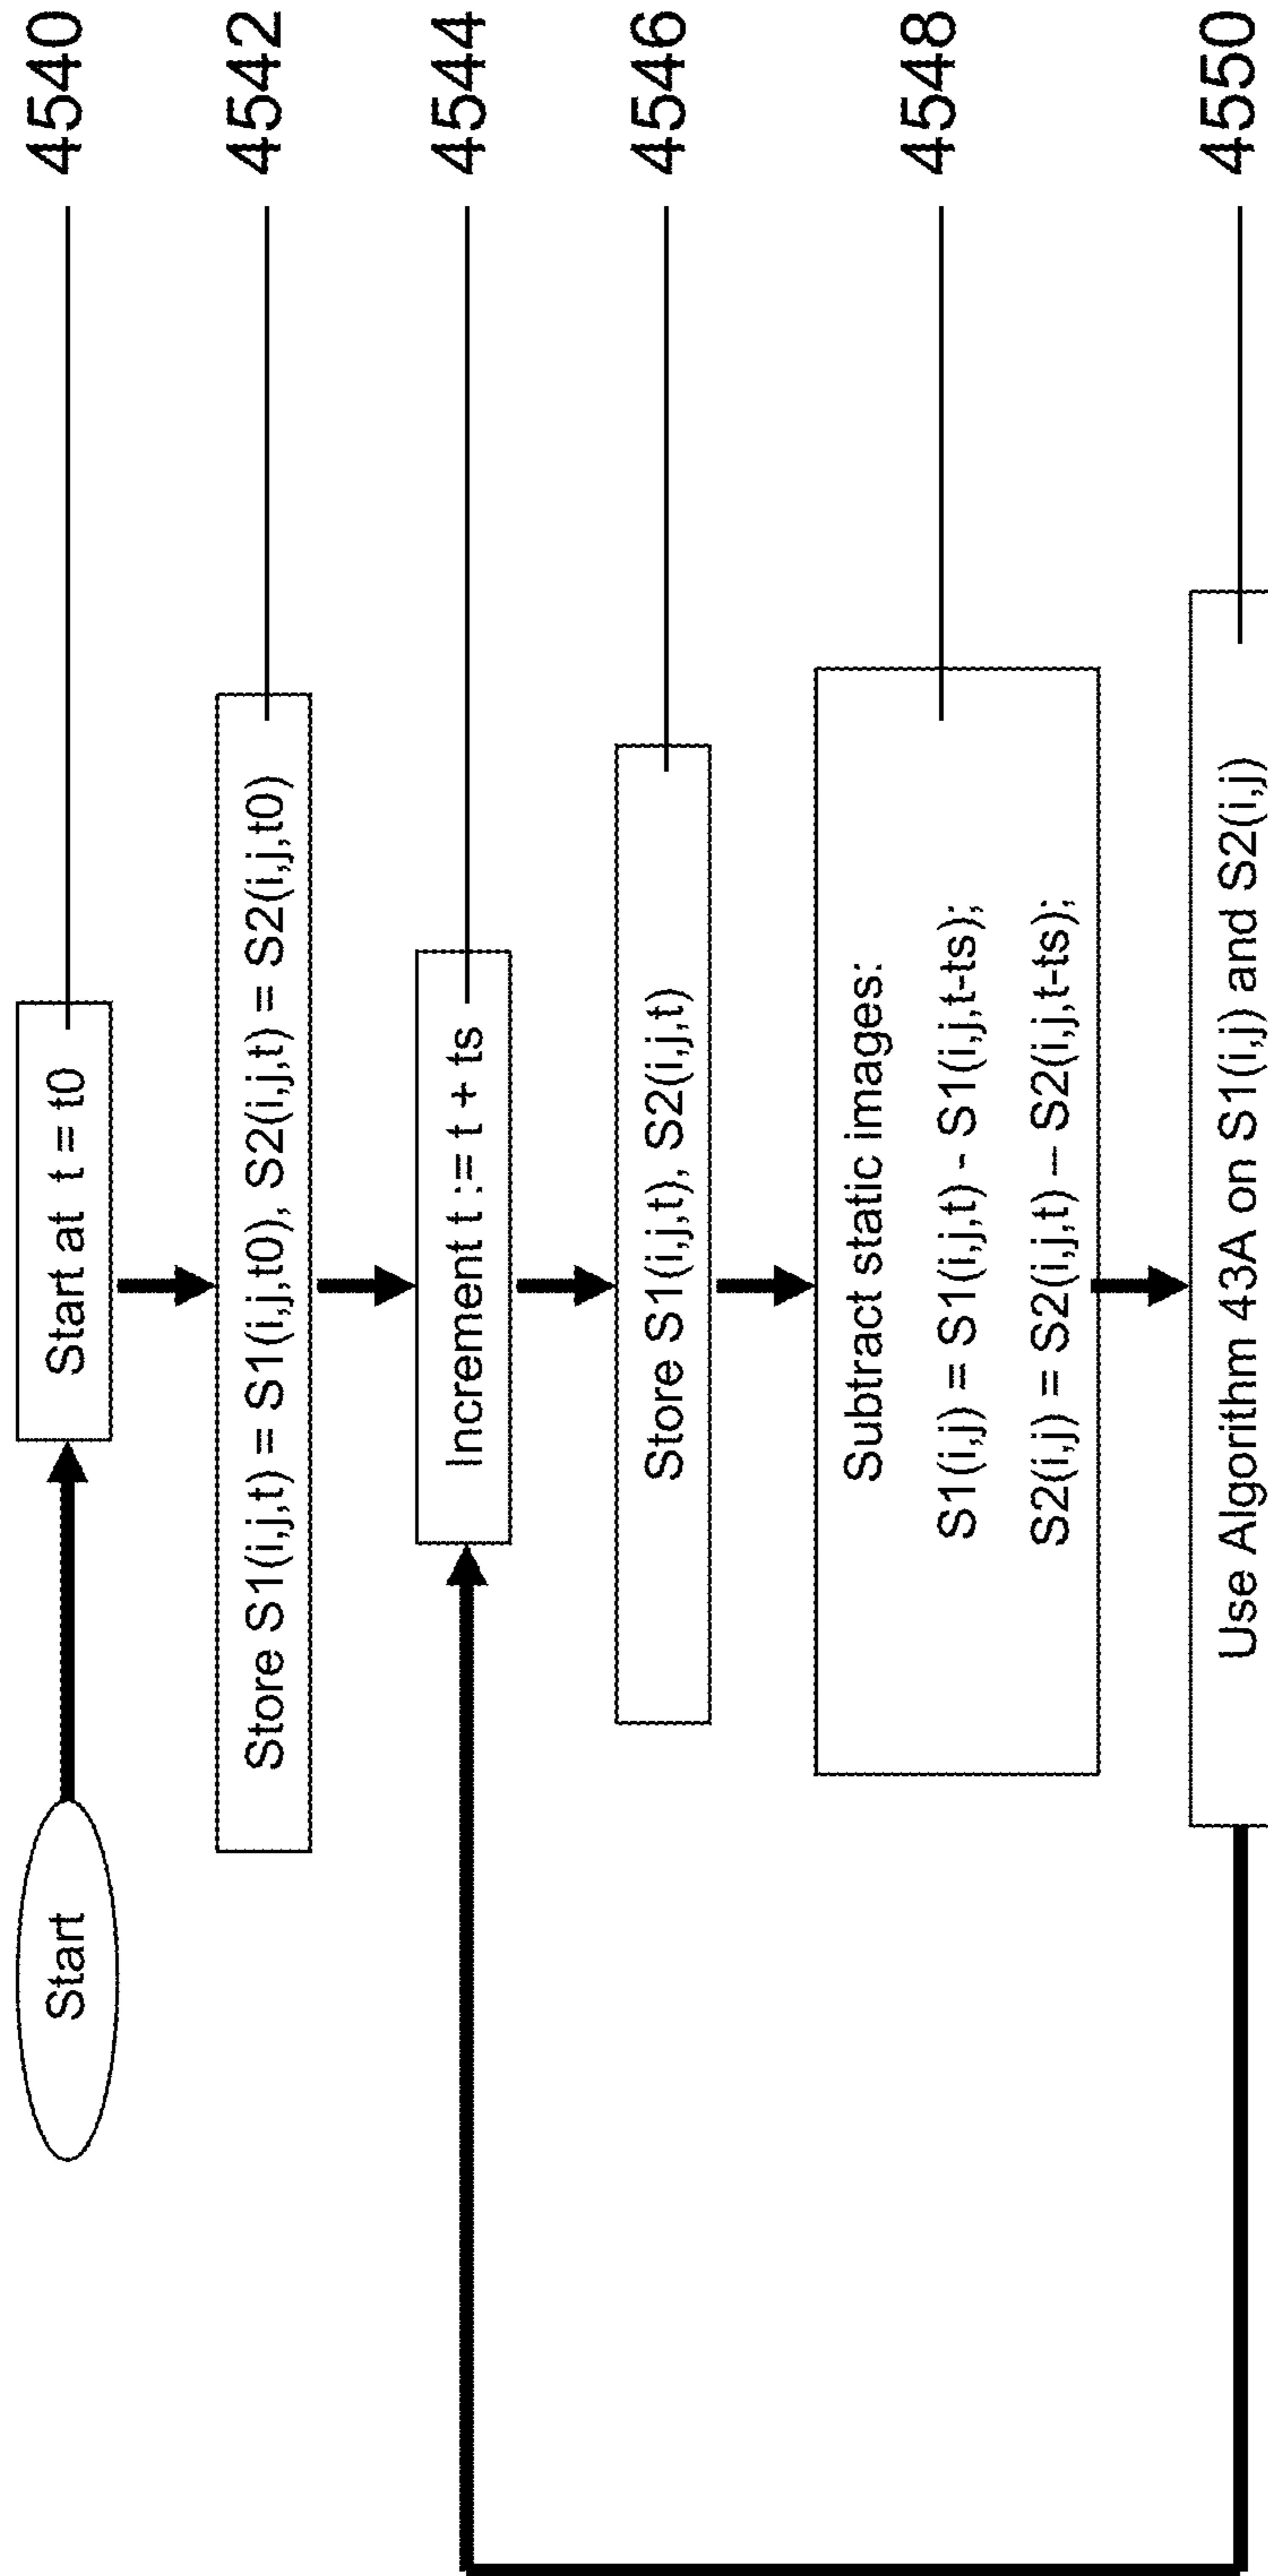 Start
Start at t = t0
4540
Store S1(i,j,t) = S1(i,j,t0), S2(i,j,t) = S2(i,j,t0)
4542
Increment t := t + ts
4544
Store S1(i,j,t), S2(i,j,t)
4546
Subtract static images:
S1(i,j) = S1(i,j,t) - S1(i,j,t-ts);
S2(i,j) = S2(i,j,t) – S2(i,j,t-ts);
4548
Use Algorithm 43A on S1(i,j) and S2(i,j)
4550